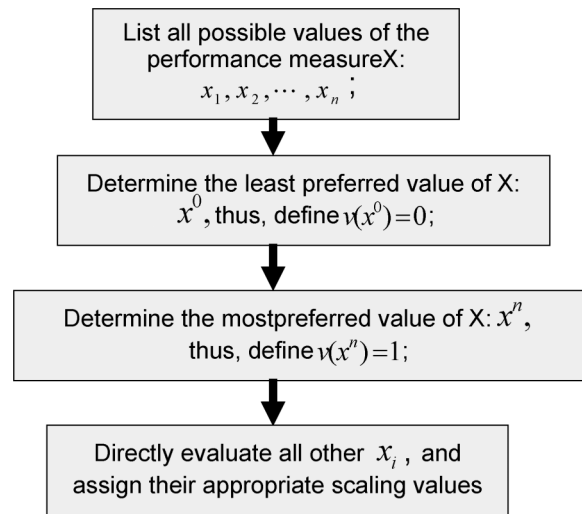 List all possible values of the
performance measureX:
x₁, x₂, ⋯ , xₙ ;
Determine the least preferred value of X:
x⁰, thus, define v(x⁰)=0;
Determine the mostpreferred value of X: xⁿ,
thus, define v(xⁿ)=1;
Directly evaluate all other xᵢ , and
assign their appropriate scaling values